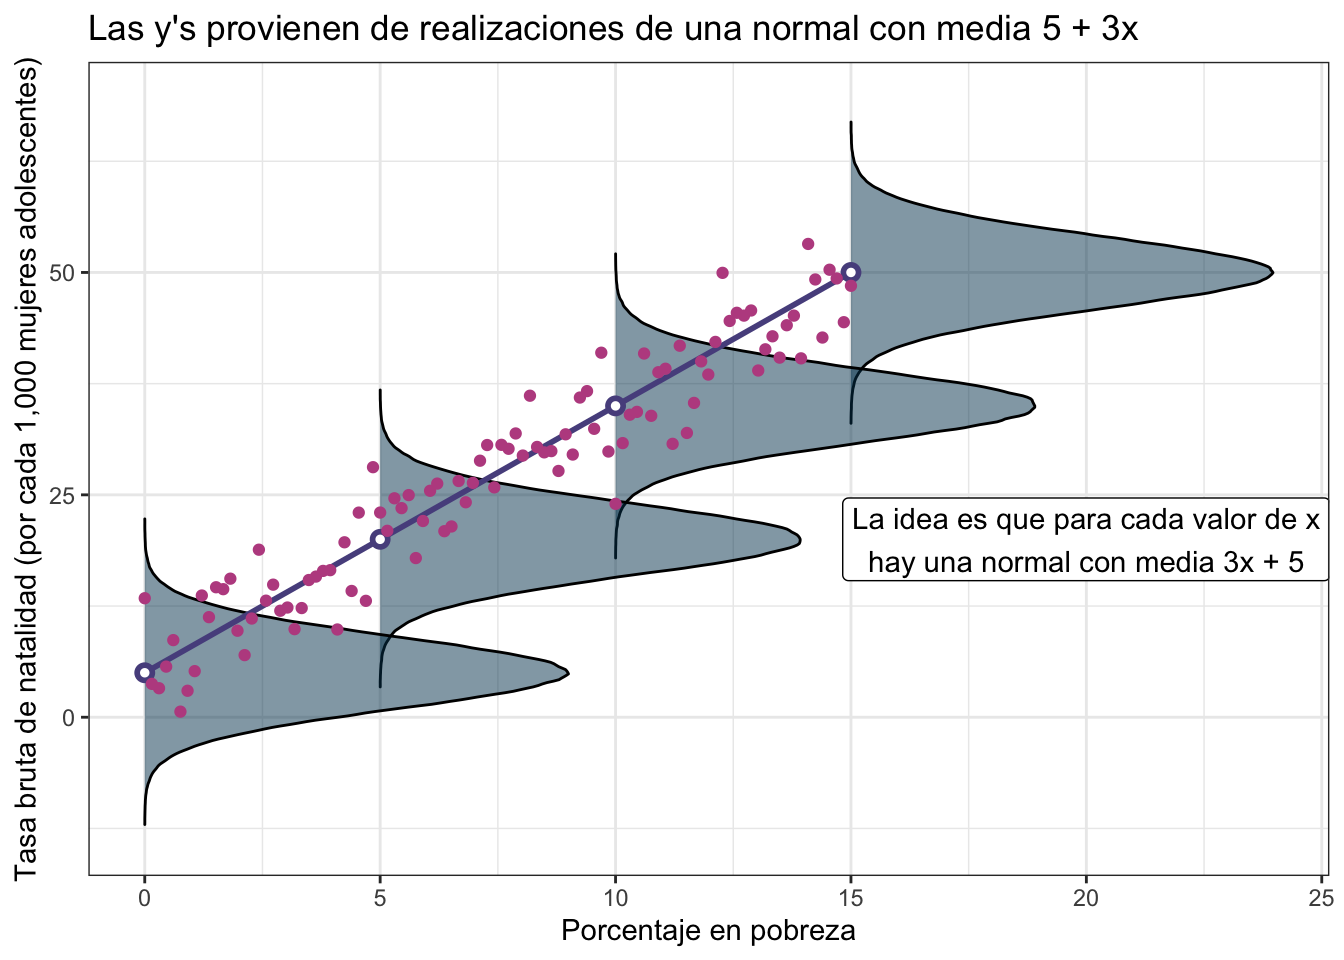 Las y's provienen de realizaciones de una normal con media 5 + 3x
Tasa bruta de natalidad (por cada 1,000 mujeres adolescentes)
50
25
0
La idea es que para cada valor de x
hay una normal con media 3x + 5
0 5 10 15 20 25
Porcentaje en pobreza